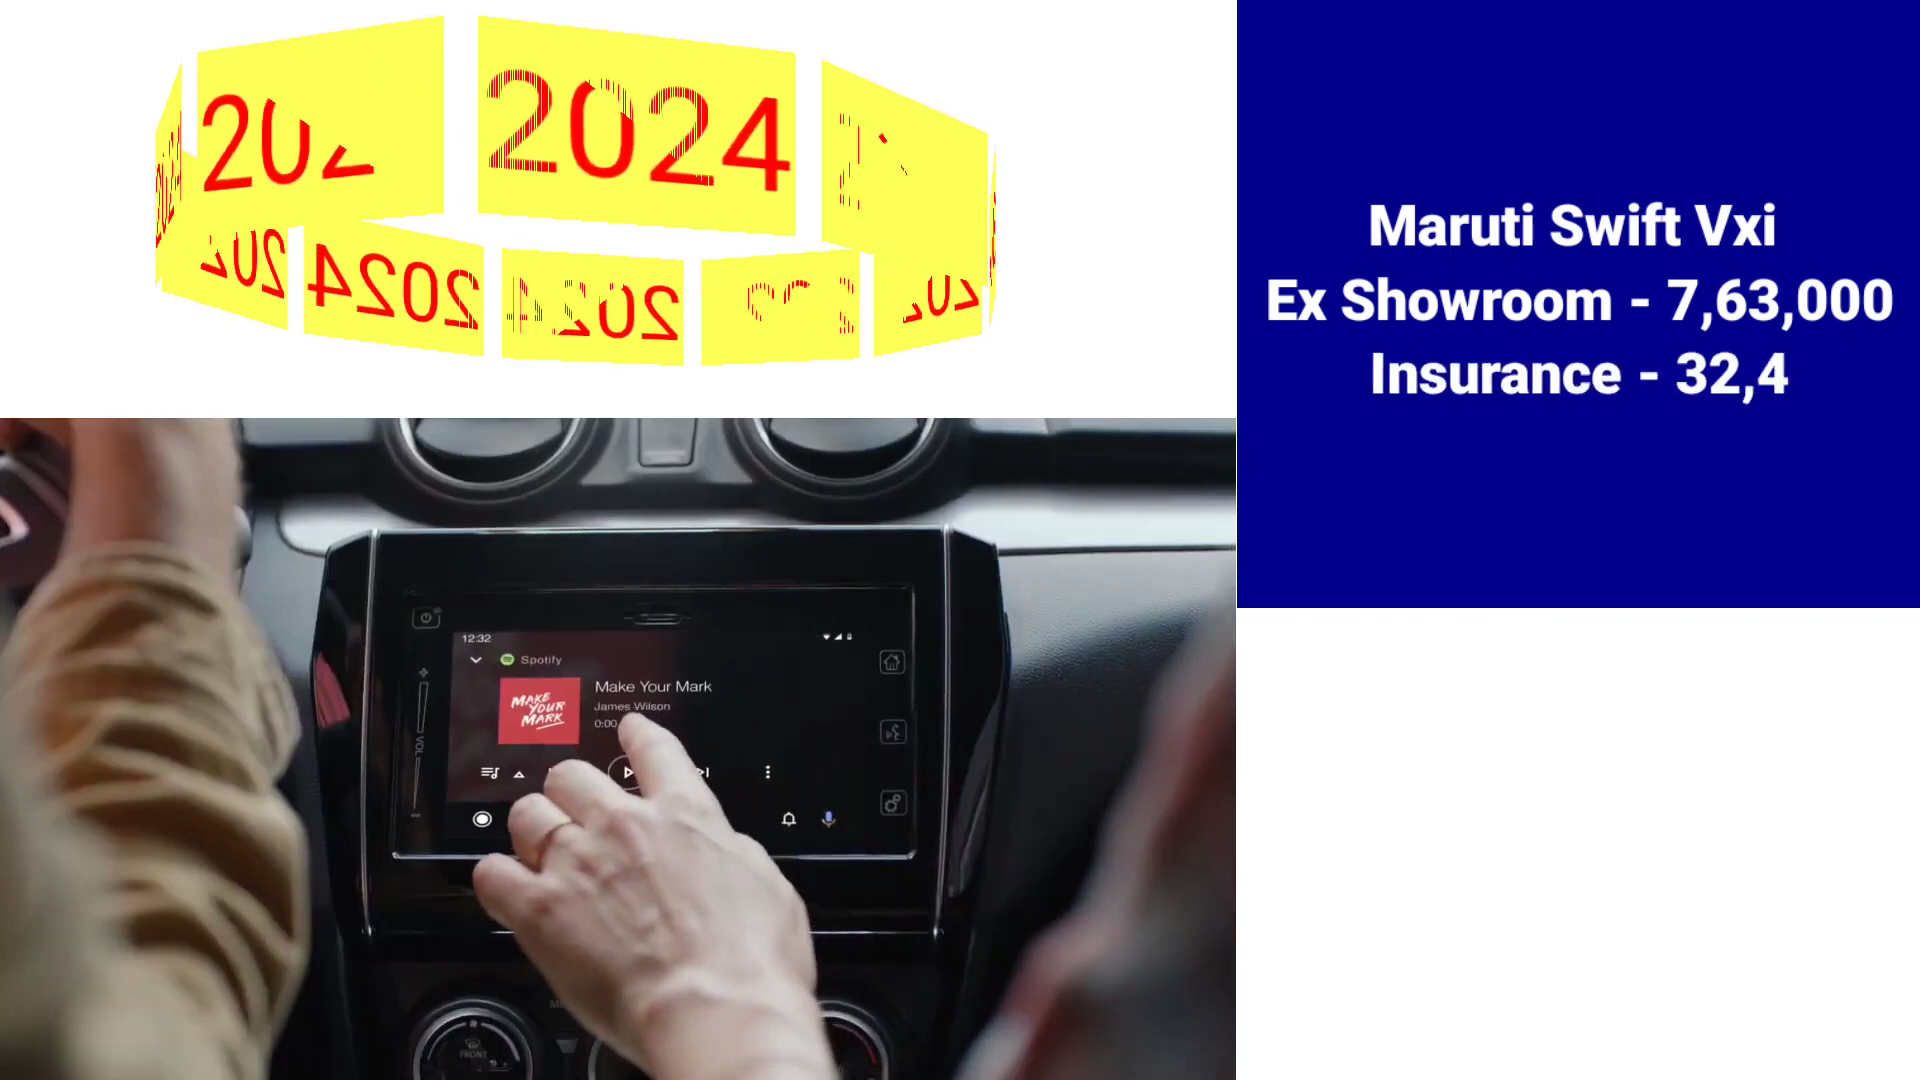 2024
Maruti Swift Vxi
Ex Showroom - 7,63,000
Insurance - 32,4
12:32
Spotify
MAKE
YOUR
MARK
Make Your Mark
James Wilson
0:00
VOL
FRONT